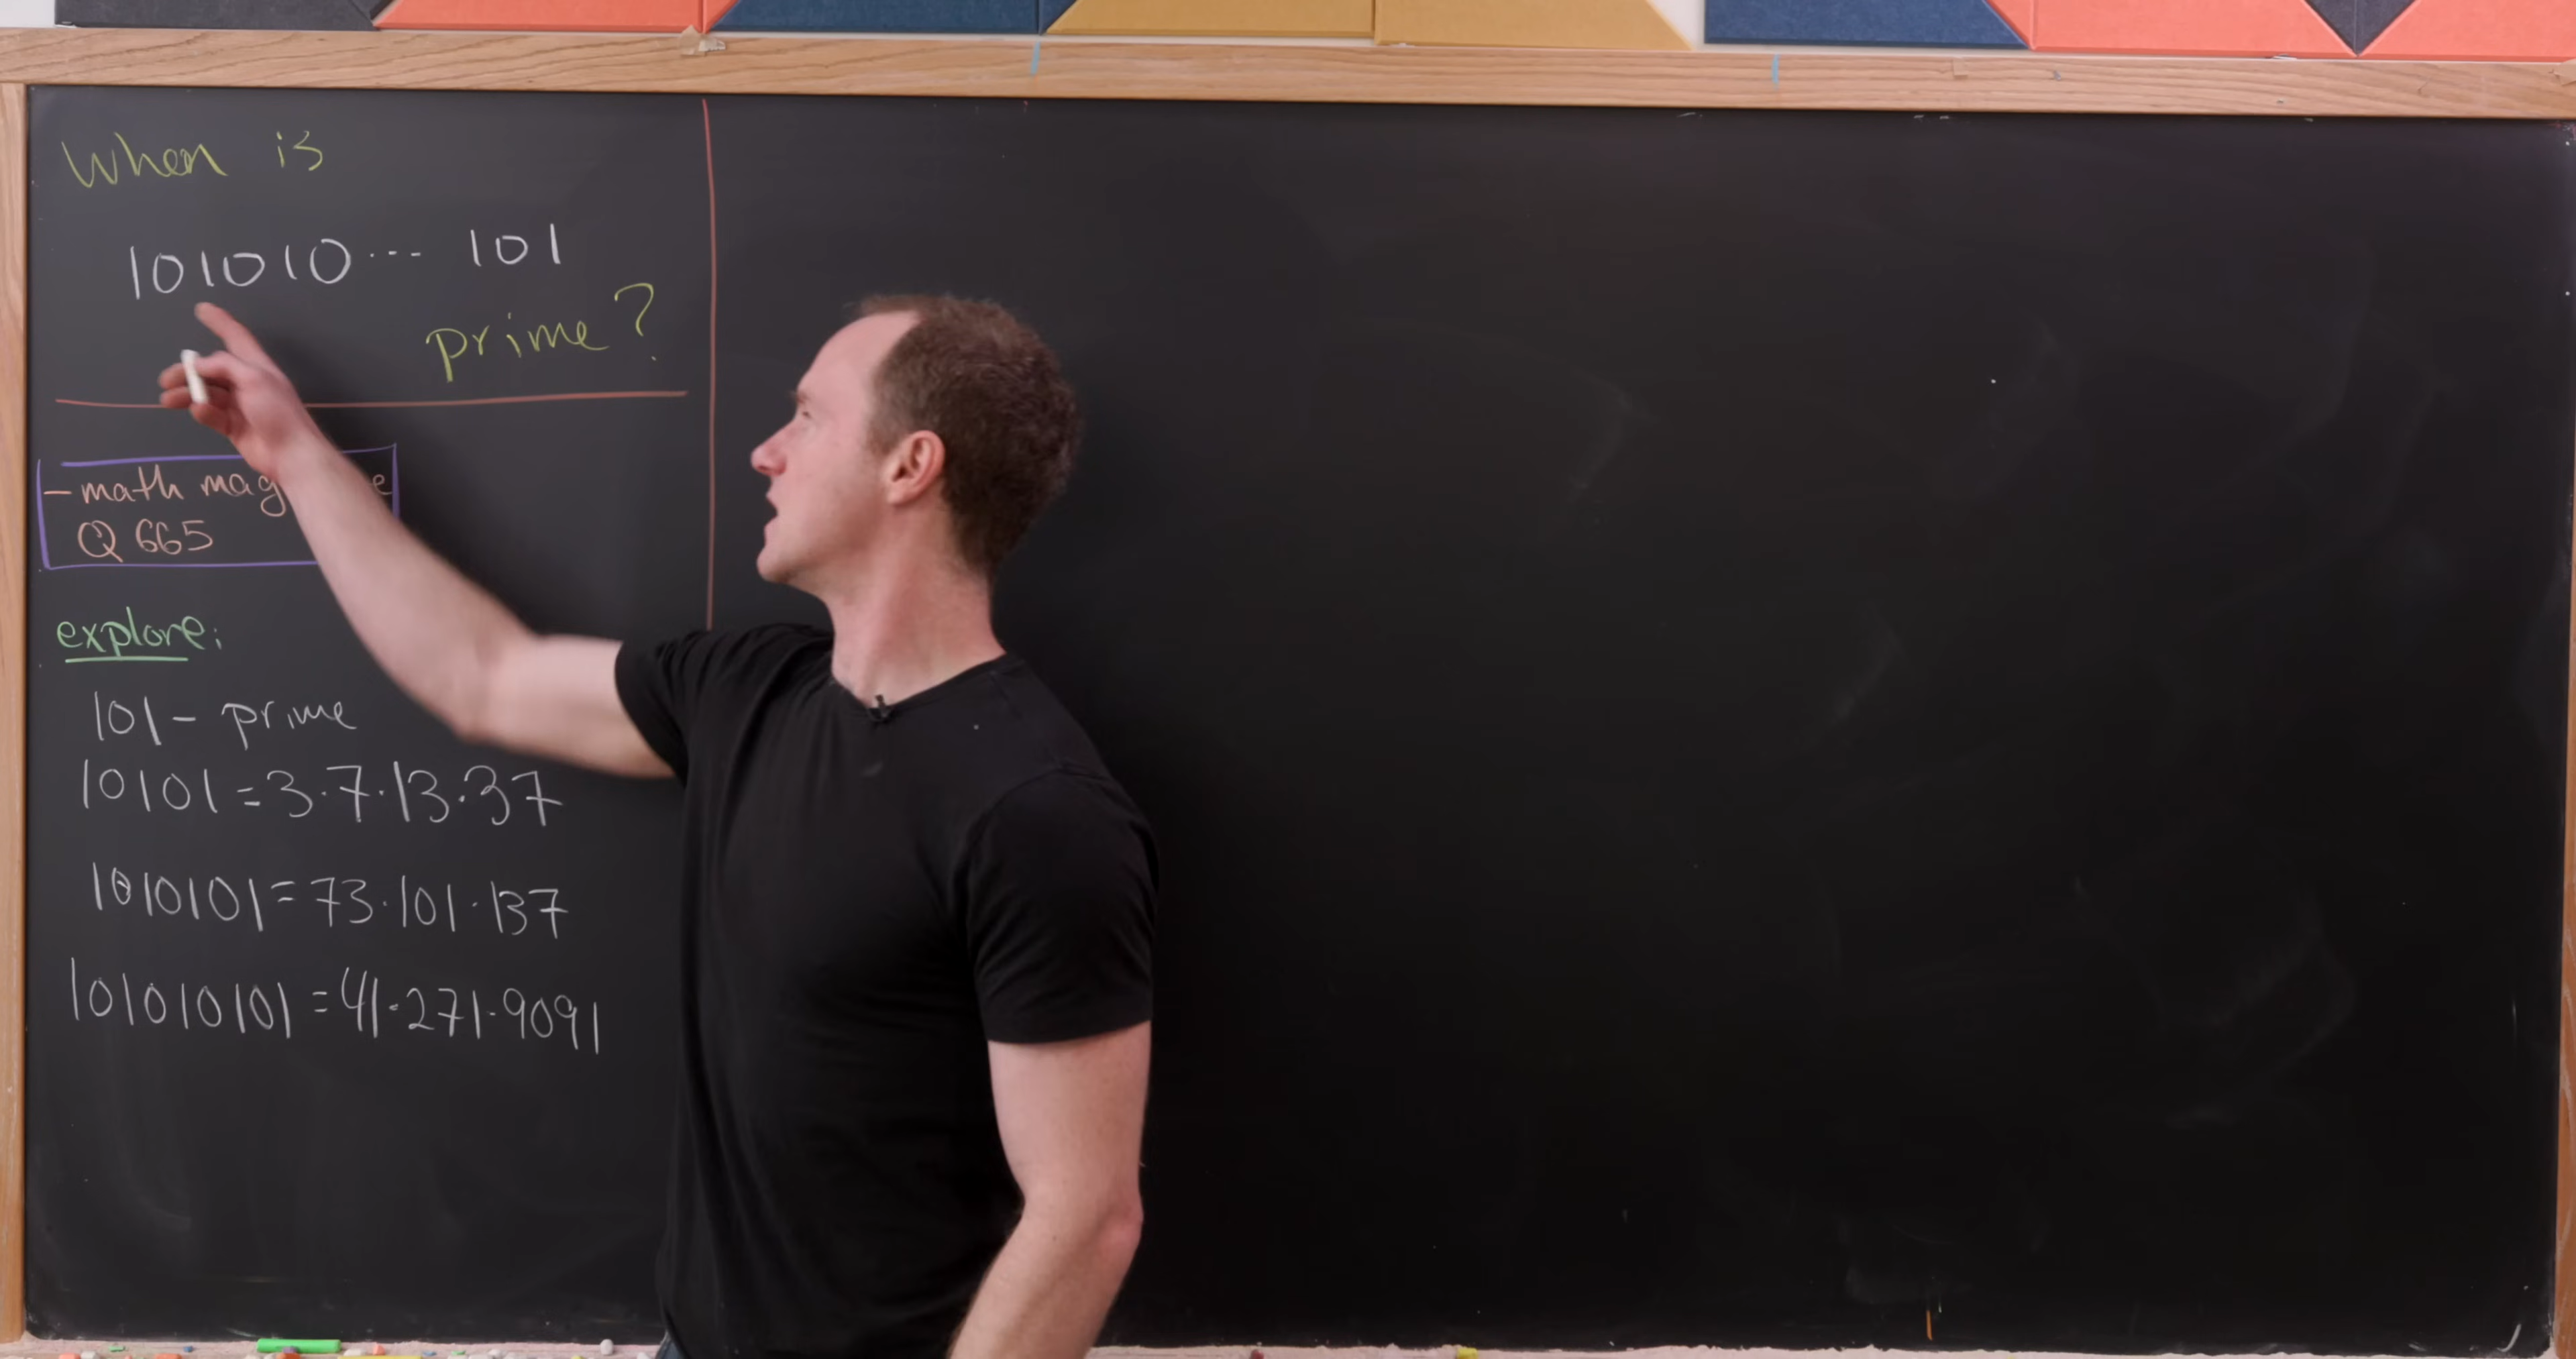 When is
101010... 101
prime?
- math mag
Q 665
explore:
101 - prime
10101 = 3·7·13·37
1010101 = 73·101·137
101010101 = 41·271·9091